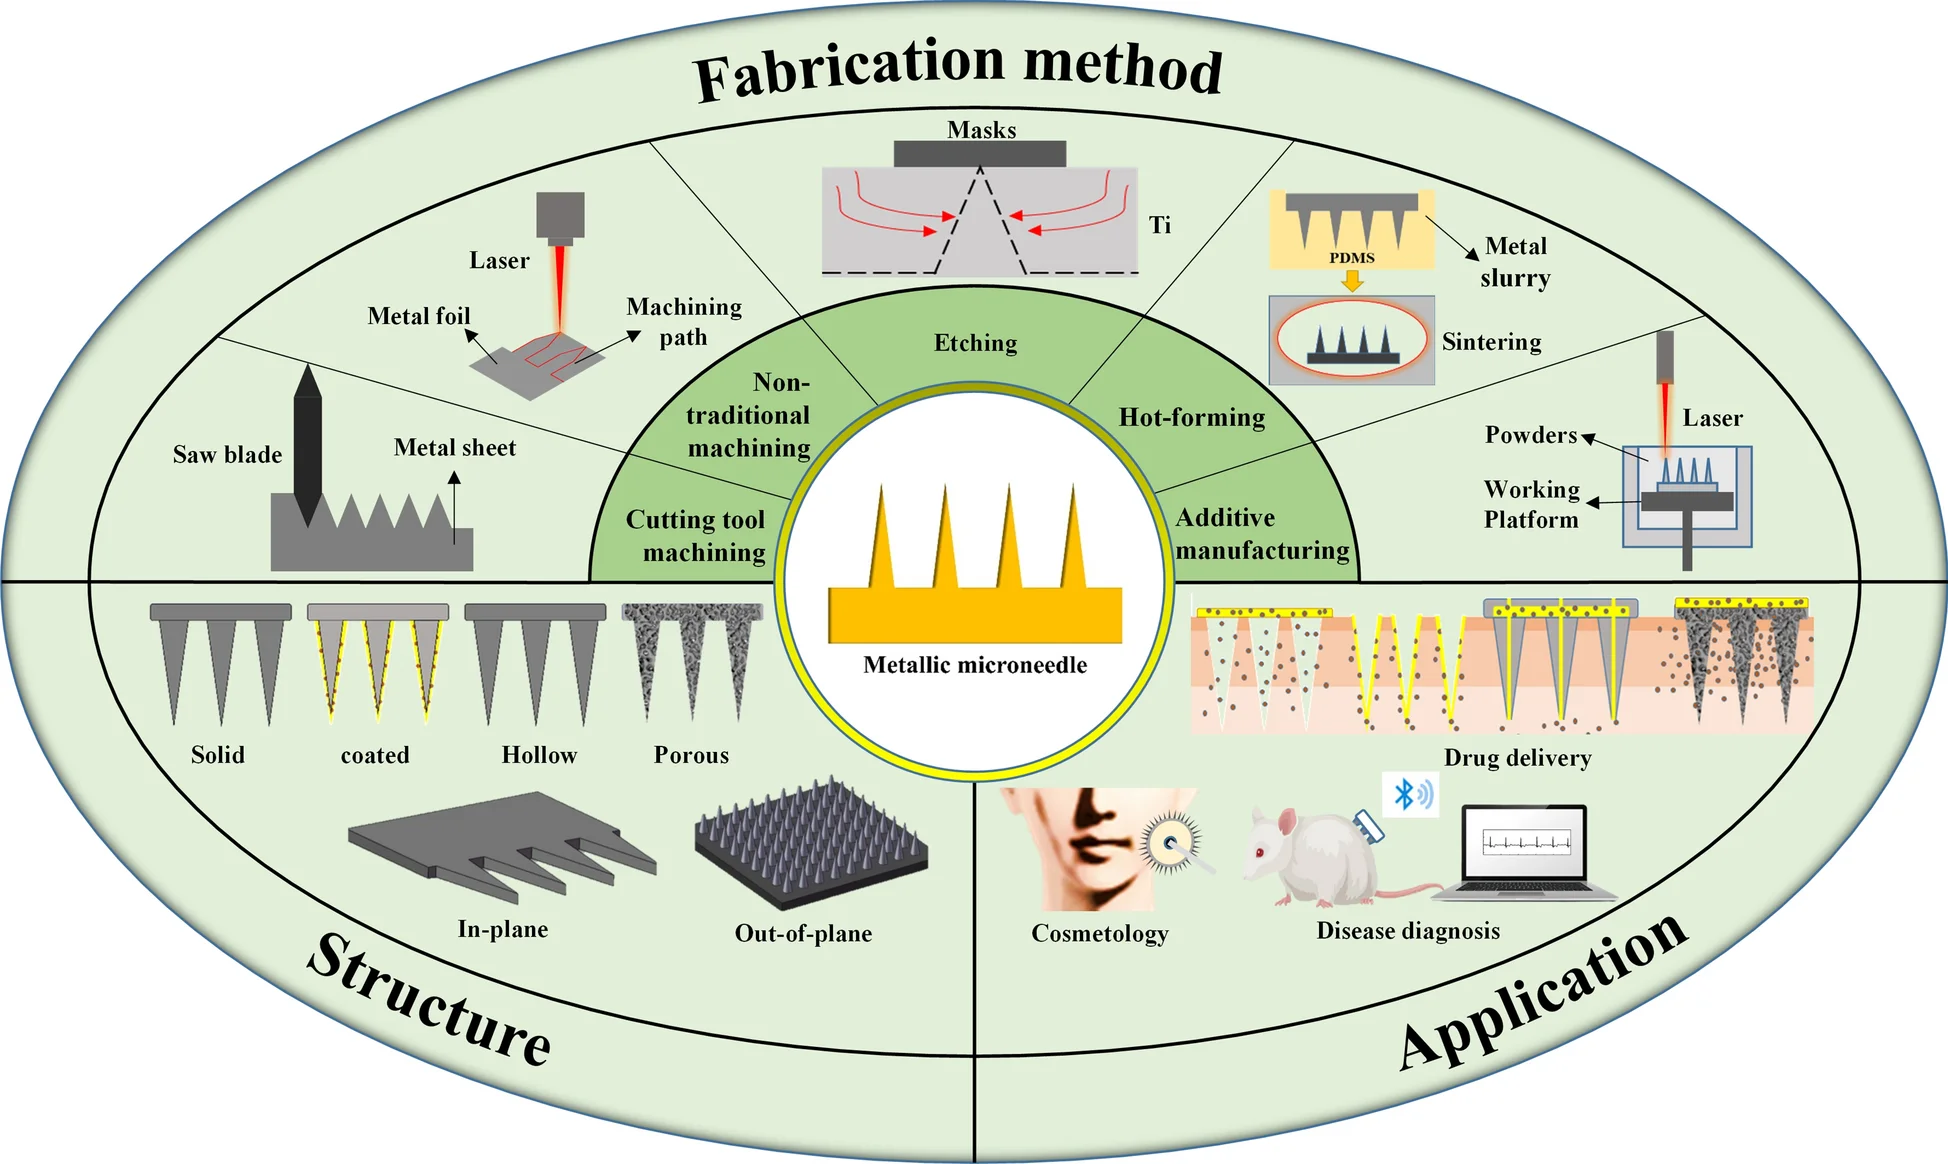 Fabrication method
Masks
Ti
Laser
Metal foil
Machining
path
Saw blade
Metal sheet
PDMS
Metal
slurry
Sintering
Laser
Powders
Working
Platform
Etching
Non-
traditional
machining
Hot-forming
Cutting tool
machining
Additive
manufacturing
Metallic microneedle
Solid
coated
Hollow
Porous
In-plane
Out-of-plane
Structure
Drug delivery
Cosmetology
Disease diagnosis
Application